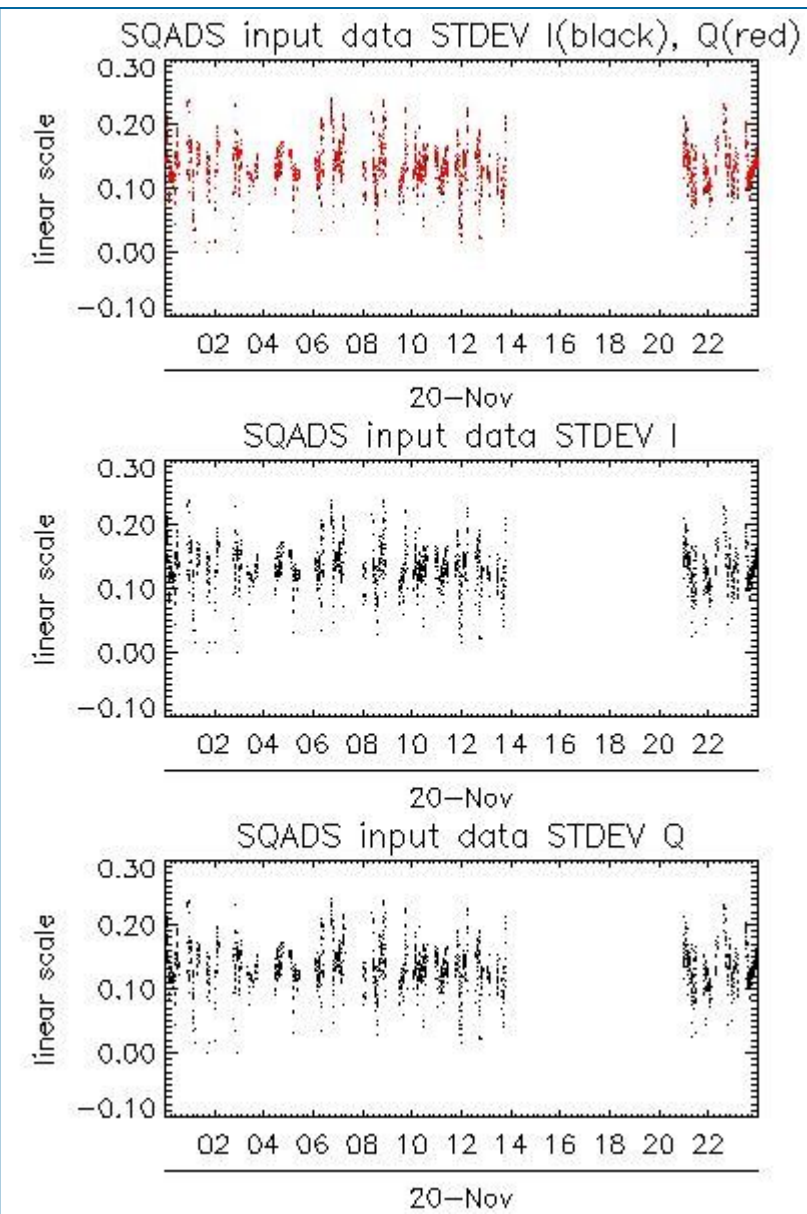 SQADS input data STDEV I(black), Q(red)
0.30
0.20
0.10
0.00
-0.10
linear scale
02 04 06 08 10 12 14 16 18 20 22
20-Nov
SQADS input data STDEV I
0.30
0.20
0.10
0.00
-0.10
linear scale
02 04 06 08 10 12 14 16 18 20 22
20-Nov
SQADS input data STDEV Q
0.30
0.20
0.10
0.00
-0.10
linear scale
02 04 06 08 10 12 14 16 18 20 22
20-Nov